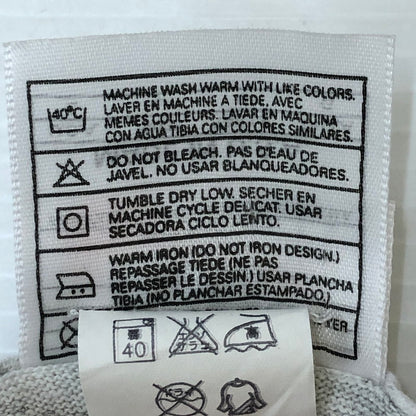 40°C
MACHINE WASH WARM WITH LIKE COLORS.
LAVER EN MACHINE A TIEDE, AVEC
MEMES COULEURS. LAVAR EN MAQUINA
CON AGUA TIBIA CON COLORES SIMILARES.
DO NOT BLEACH. PAS D'EAU DE
JAVEL. NO USAR BLANQUEADORES.
TUMBLE DRY LOW. SECHER EN
MACHINE CYCLE DELICAT. USAR
SECADORA CICLO LENTO.
WARM IRON (DO NOT IRON DESIGN.)
REPASSAGE TIEDE (NE PAS
REPASSER LE DESSIN.) USAR PLANCHA
TIBIA (NO PLANCHAR ESTAMPADO.)
40
中